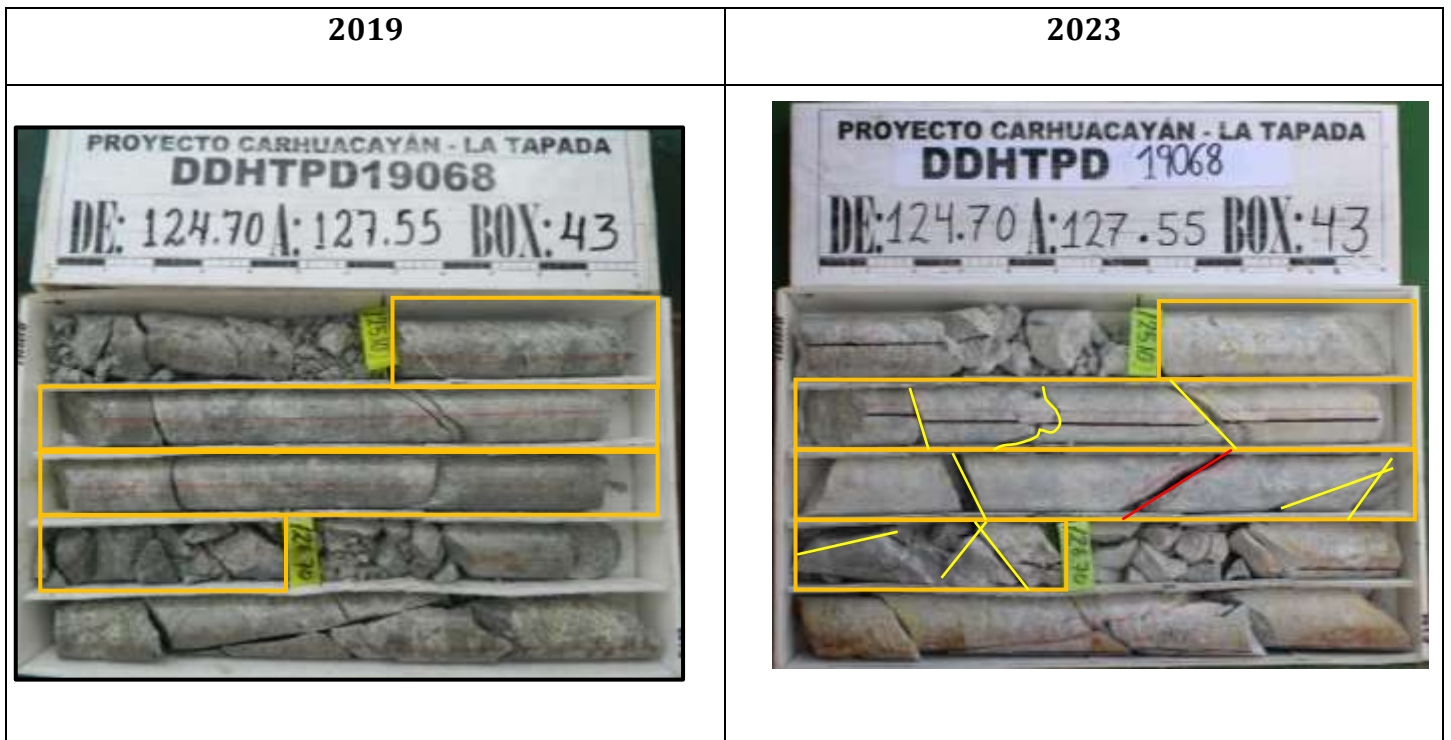 2019
2023
PROYECTO CARHUACAYÁN - LA TAPADA
DDHTPD19068
DE: 124.70 A: 127.55 BOX: 43
PROYECTO CARHUACAYÁN - LA TAPADA
DDHTPD 19068
DE: 124.70 A: 127.55 BOX: 43